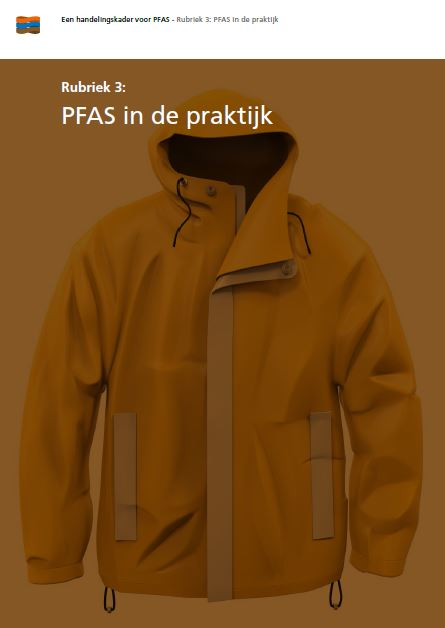 Een handelingskader voor PFAS - Rubriek 3: PFAS in de praktijk
Rubriek 3:
PFAS in de praktijk